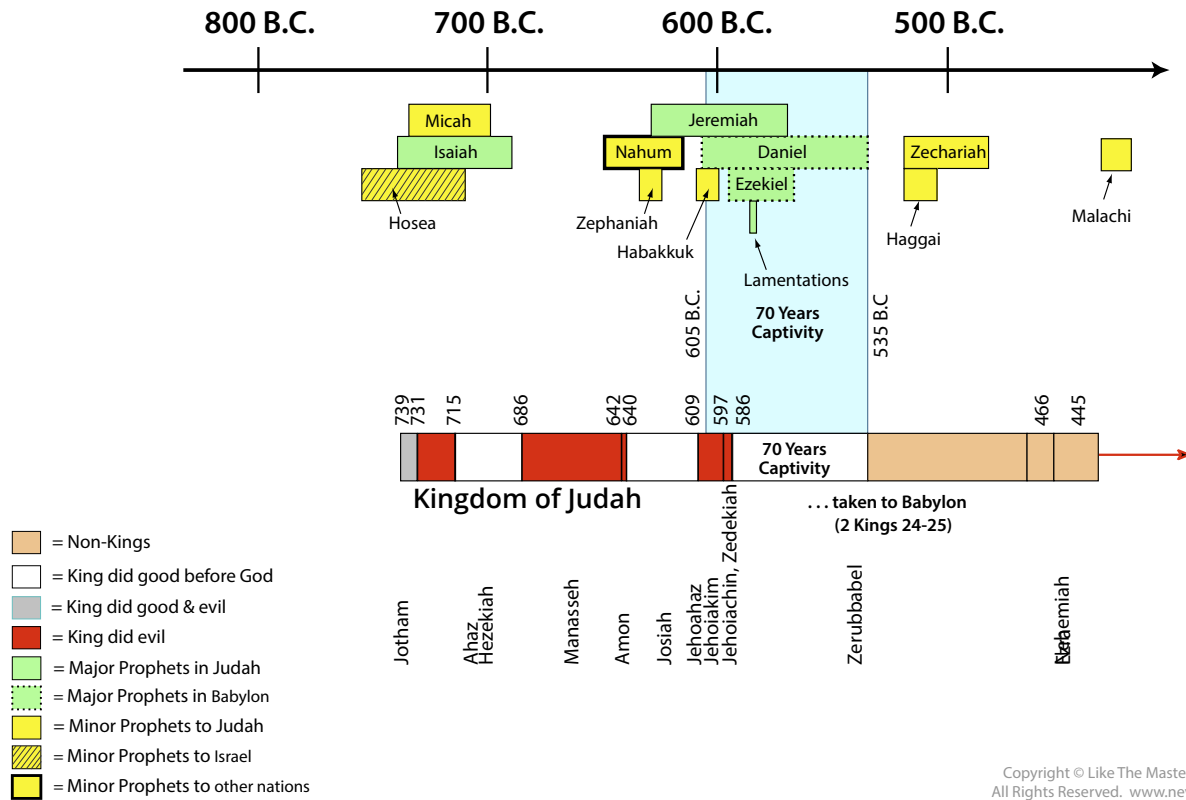 800 B.C. 700 B.C. 600 B.C. 500 B.C.
Micah
Jeremiah
Isaiah
Nahum
Daniel
Zechariah
Ezekiel
Hosea
Zephaniah
Habakkuk
Haggai
Malachi
Lamentations
605 B.C.
70 Years
Captivity
535 B.C
739
731
715
686
642
640
609
597
586
466
445
70 Years
Captivity
Kingdom of Judah
... taken to Babylon
(2 Kings 24-25)
Jotham
Ahaz
Hezekiah
Manasseh
Amon
Josiah
Jehoahaz
Jehoiakim
Jehoiachin, Zedekiah
Zerubbabel
Nehemiah
= Non-Kings
= King did good before God
= King did good & evil
= King did evil
= Major Prophets in Judah
= Major Prophets in Babylon
= Minor Prophets to Judah
= Minor Prophets to Israel
= Minor Prophets to other nations
Copyright © Like The Maste
All Rights Reserved. www.ne